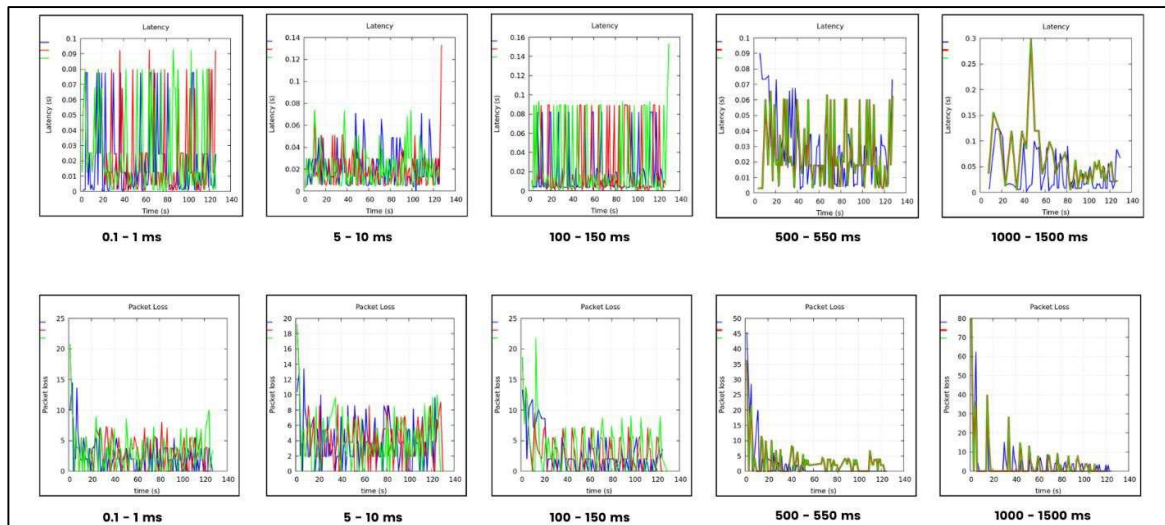 Latency
Latency (s)
0.1
0.09
0.08
0.07
0.06
0.05
0.04
0.03
0.02
0.01
0
0 20 40 60 80 100 120 140
Time (s)
0.1 - 1 ms
Latency
Latency (s)
0.14
0.12
0.1
0.08
0.06
0.04
0.02
0
0 20 40 60 80 100 120 140
Time (s)
5 - 10 ms
Latency
Latency (s)
0.16
0.14
0.12
0.1
0.08
0.06
0.04
0.02
0
0 20 40 60 80 100 120 140
Time (s)
100 - 150 ms
Latency
Latency (s)
0.1
0.09
0.08
0.07
0.06
0.05
0.04
0.03
0.02
0.01
0
0 20 40 60 80 100 120 140
Time (s)
500 - 550 ms
Latency
Latency (s)
0.3
0.25
0.2
0.15
0.1
0.05
0
0 20 40 60 80 100 120 140
Time (s)
1000 - 1500 ms
Packet Loss
Packet loss
25
20
15
10
5
0
0 20 40 60 80 100 120 140
time (s)
0.1 - 1 ms
Packet Loss
Packet loss
20
18
16
14
12
10
8
6
4
2
0
0 20 40 60 80 100 120 140
time (s)
5 - 10 ms
Packet Loss
Packet loss
25
20
15
10
5
0
0 20 40 60 80 100 120 140
time (s)
100 - 150 ms
Packet Loss
Packet loss
50
45
40
35
30
25
20
15
10
5
0
0 20 40 60 80 100 120 140
time (s)
500 - 550 ms
Packet Loss
Packet loss
80
70
60
50
40
30
20
10
0
0 20 40 60 80 100 120 140
time (s)
1000 - 1500 ms